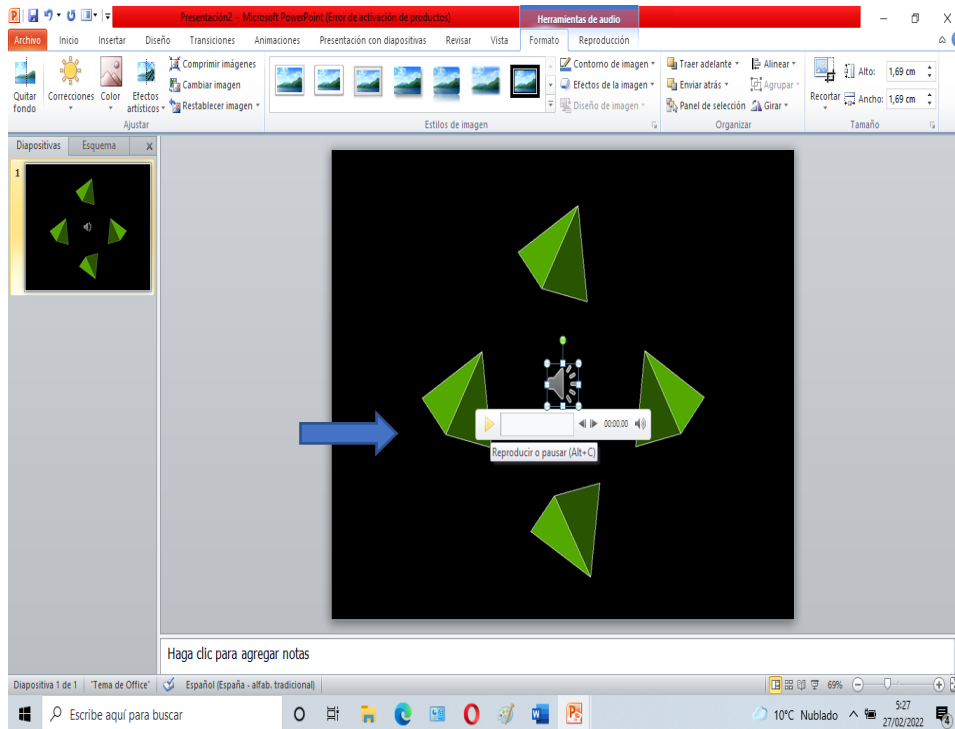 Presentación2 - Microsoft PowerPoint (Error de activación de productos)
Herramientas de audio
Archivo Inicio Insertar Diseño Transiciones Animaciones Presentación con diapositivas Revisar Vista Formato Reproducción
Quitar fondo
Correcciones
Color
Efectos artísticos
Comprimir imágenes
Cambiar imagen
Restablecer imagen
Ajustar
Estilos de imagen
Contorno de imagen
Efectos de la imagen
Diseño de imagen
Traer adelante
Enviar atrás
Panel de selección
Alinear
Agrupar
Girar
Organizar
Recortar
Alto: 1,69 cm
Ancho: 1,69 cm
Tamaño
Diapositivas Esquema X
1
00:00,00
Reproducir o pausar (Alt+C)
Haga clic para agregar notas
Diapositiva 1 de 1 "Tema de Office" Español (España - alfab. tradicional) 69%
Escribe aquí para buscar
10°C Nublado
5:27
27/02/2022
4